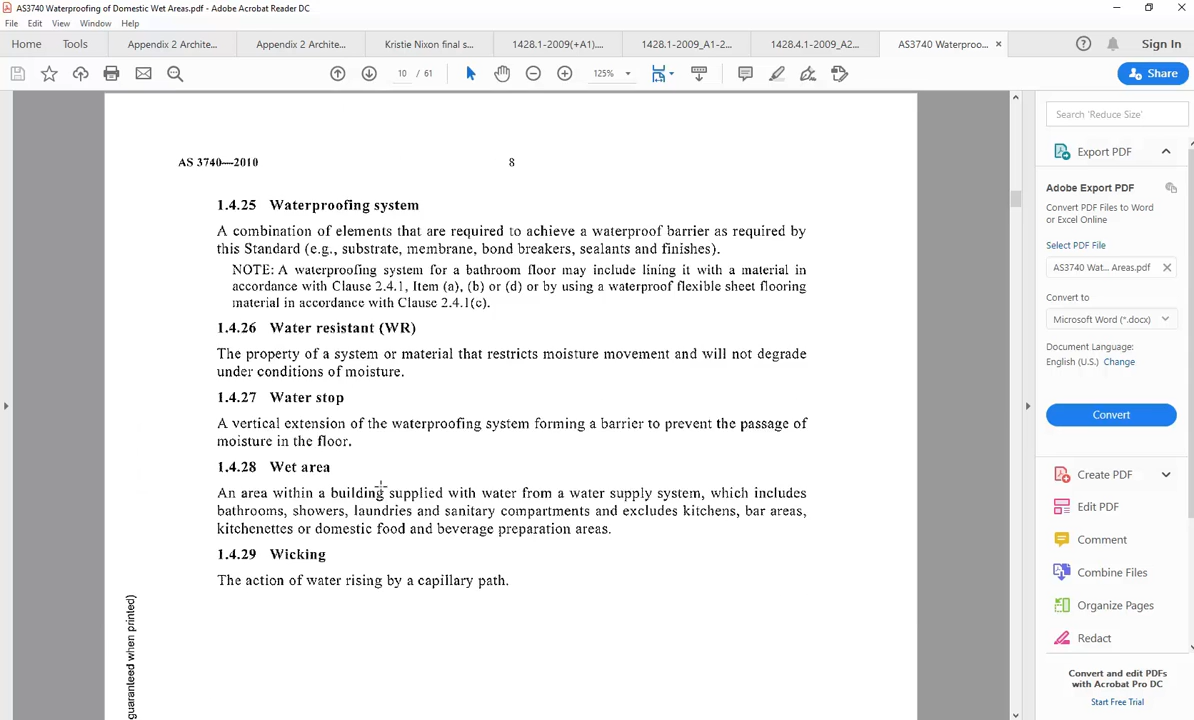 AS3740 Waterproofing of Domestic Wet Areas.pdf - Adobe Acrobat Reader DC
File Edit View Window Help
Home Tools Appendix 2 Archite... Appendix 2 Archite... Kristie Nixon final s... 1428.1-2009(+A1).... 1428.1-2009_A1-2... 1428.4.1-2009_A2... AS3740 Waterproo... Sign In
10 / 61 125% Share
Search 'Reduce Size'
Export PDF
Adobe Export PDF
Convert PDF Files to Word
or Excel Online
Select PDF File
AS3740 Wat... Areas.pdf
Convert to
Microsoft Word (*.docx)
Document Language:
English (U.S.) Change
Convert
Create PDF
Edit PDF
Comment
Combine Files
Organize Pages
Redact
Convert and edit PDFs
with Acrobat Pro DC
Start Free Trial
AS 3740—2010 8
1.4.25 Waterproofing system
A combination of elements that are required to achieve a waterproof barrier as required by
this Standard (e.g., substrate, membrane, bond breakers, sealants and finishes).
NOTE: A waterproofing system for a bathroom floor may include lining it with a material in
accordance with Clause 2.4.1, Item (a), (b) or (d) or by using a waterproof flexible sheet flooring
material in accordance with Clause 2.4.1(c).
1.4.26 Water resistant (WR)
The property of a system or material that restricts moisture movement and will not degrade
under conditions of moisture.
1.4.27 Water stop
A vertical extension of the waterproofing system forming a barrier to prevent the passage of
moisture in the floor.
1.4.28 Wet area
An area within a building supplied with water from a water supply system, which includes
bathrooms, showers, laundries and sanitary compartments and excludes kitchens, bar areas,
kitchenettes or domestic food and beverage preparation areas.
1.4.29 Wicking
The action of water rising by a capillary path.
guaranteed when printed)